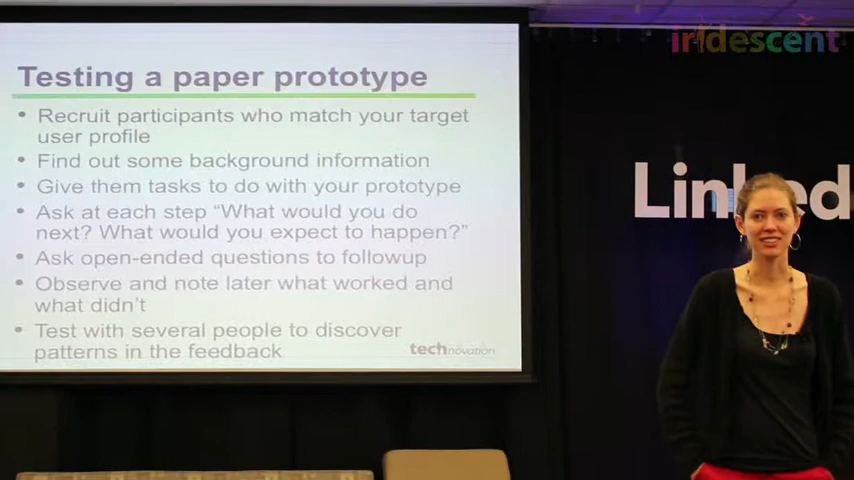 iridescent
Testing a paper prototype
• Recruit participants who match your target
user profile
• Find out some background information
• Give them tasks to do with your prototype
• Ask at each step “What would you do
next? What would you expect to happen?”
• Ask open-ended questions to followup
• Observe and note later what worked and
what didn't
• Test with several people to discover
patterns in the feedback
technovation
Linked